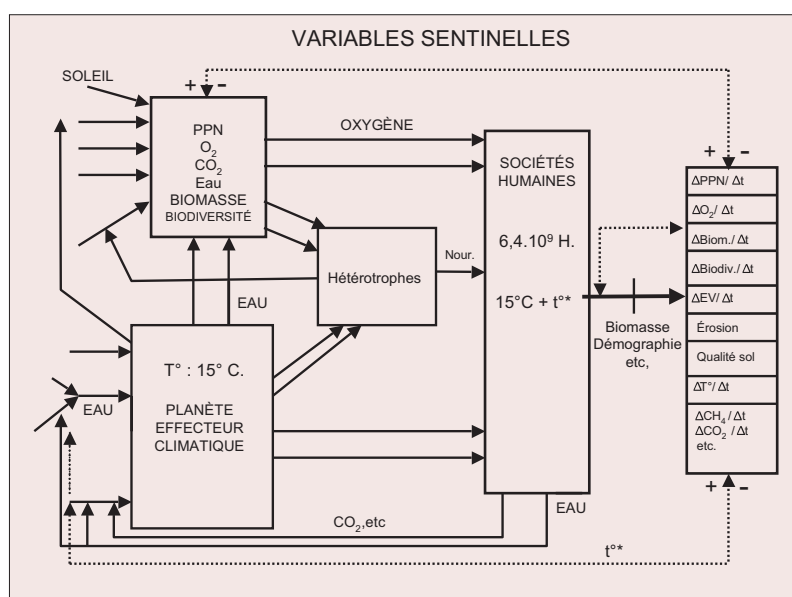 VARIABLES SENTINELLES
SOLEIL
+ -
PPN
O₂
CO₂
Eau
BIOMASSE
BIODIVERSITÉ
OXYGÈNE
SOCIÉTÉS
HUMAINES
6,4.10⁹ H.
15°C + t°*
Hétérotrophes
Nour.
EAU
T° : 15° C.
PLANÈTE
EFFECTEUR
CLIMATIQUE
EAU
Biomasse
Démographie
etc,
+ -
ΔPPN/ Δt
ΔO₂/ Δt
ΔBiom./ Δt
ΔBiodiv./ Δt
ΔEV/ Δt
Érosion
Qualité sol
ΔT°/ Δt
ΔCH₄/ Δt
ΔCO₂ / Δt
etc.
+ -
EAU
CO₂,etc
t°*